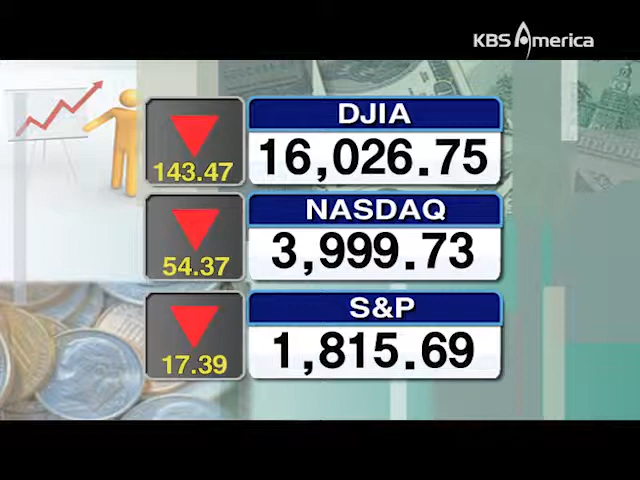 KBS America
DJIA
143.47 16,026.75
NASDAQ
54.37 3,999.73
S&P
17.39 1,815.69